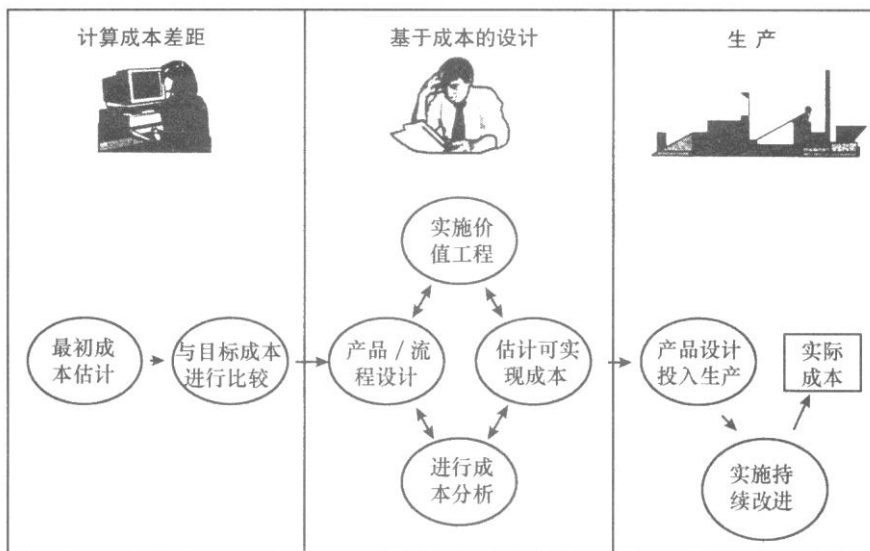 计算成本差距
基于成本的设计
生产
实施价
值工程
最初成
本估计
与目标成本
进行比较
产品/流
程设计
估计可实
现成本
产品设计
投入生产
实际
成本
进行成
本分析
实施持
续改进